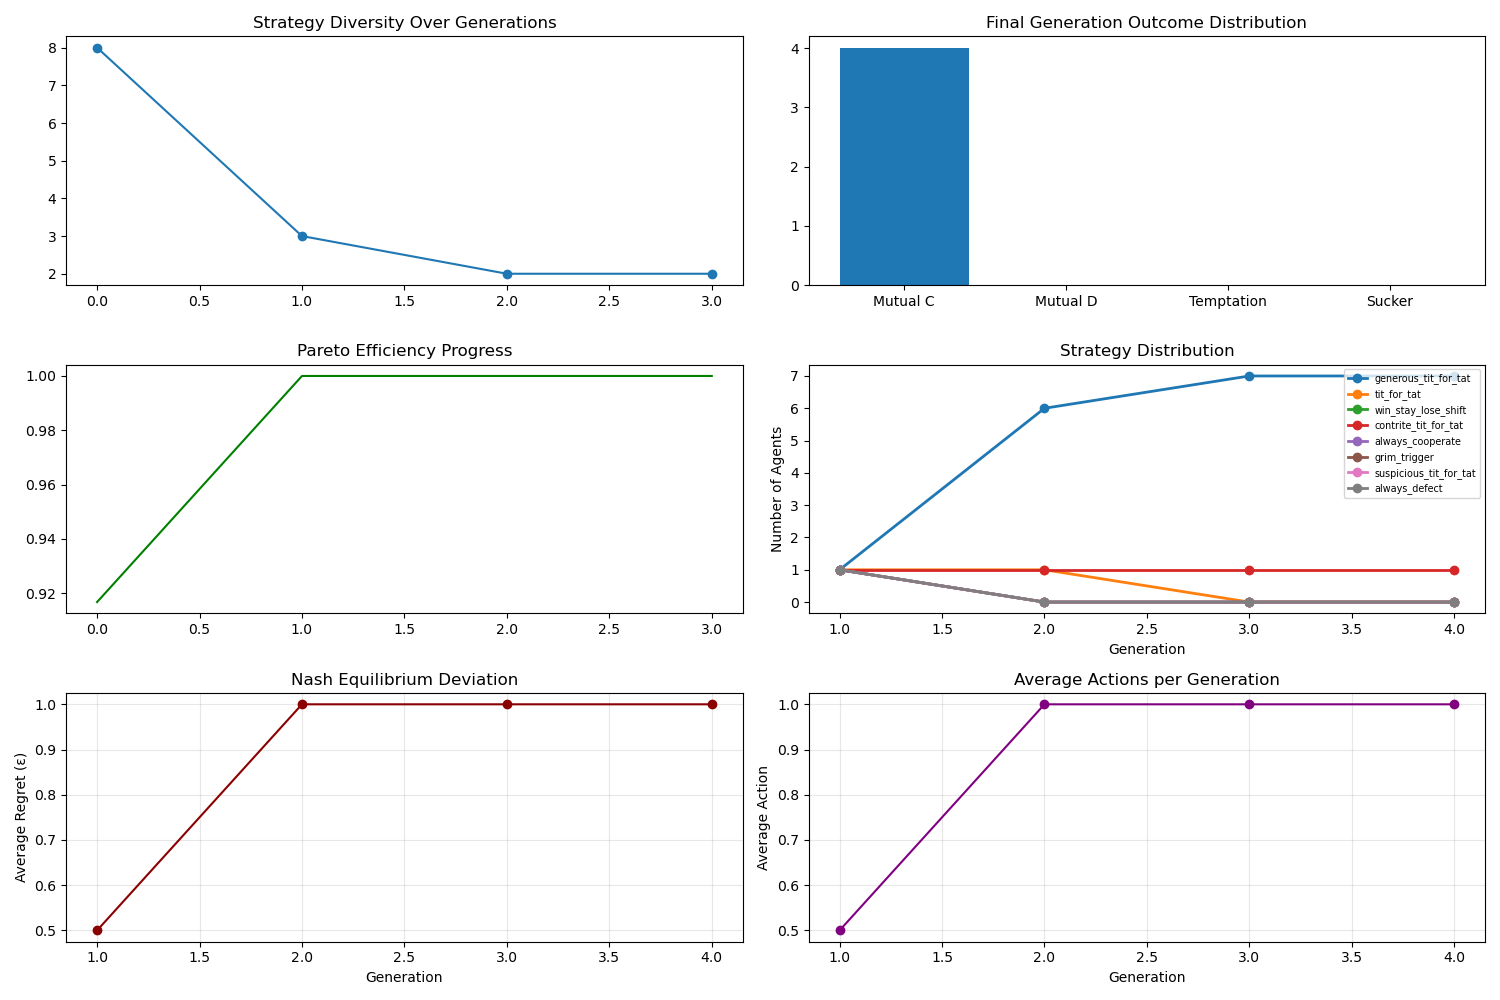 Strategy Diversity Over Generations
8
7
6
5
4
3
2
0.0 0.5 1.0 1.5 2.0 2.5 3.0
Final Generation Outcome Distribution
4
3
2
1
0
Mutual C Mutual D Temptation Sucker
Pareto Efficiency Progress
1.00
0.98
0.96
0.94
0.92
0.0 0.5 1.0 1.5 2.0 2.5 3.0
Strategy Distribution
Number of Agents
7
6
5
4
3
2
1
0
generous_tit_for_tat
tit_for_tat
win_stay_lose_shift
contrite_tit_for_tat
always_cooperate
grim_trigger
suspicious_tit_for_tat
always_defect
1.0 1.5 2.0 2.5 3.0 3.5 4.0
Generation
Nash Equilibrium Deviation
Average Regret (ε)
1.0
0.9
0.8
0.7
0.6
0.5
1.0 1.5 2.0 2.5 3.0 3.5 4.0
Generation
Average Actions per Generation
Average Action
1.0
0.9
0.8
0.7
0.6
0.5
1.0 1.5 2.0 2.5 3.0 3.5 4.0
Generation